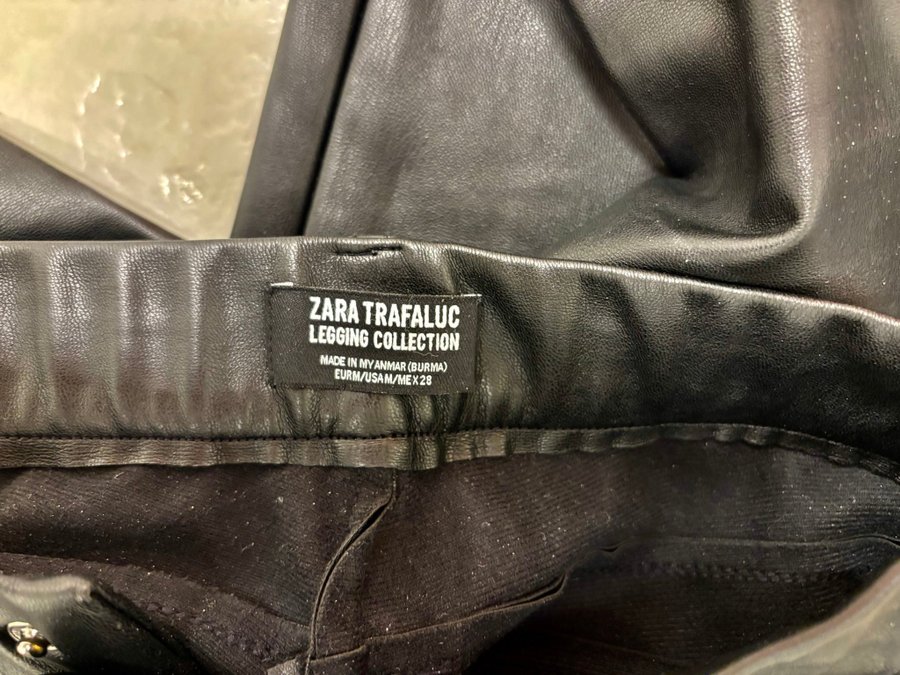 ZARA TRAFALUC
LEGGING COLLECTION
MADE IN MYANMAR (BURMA)
EUR M/USA M/MEX 28